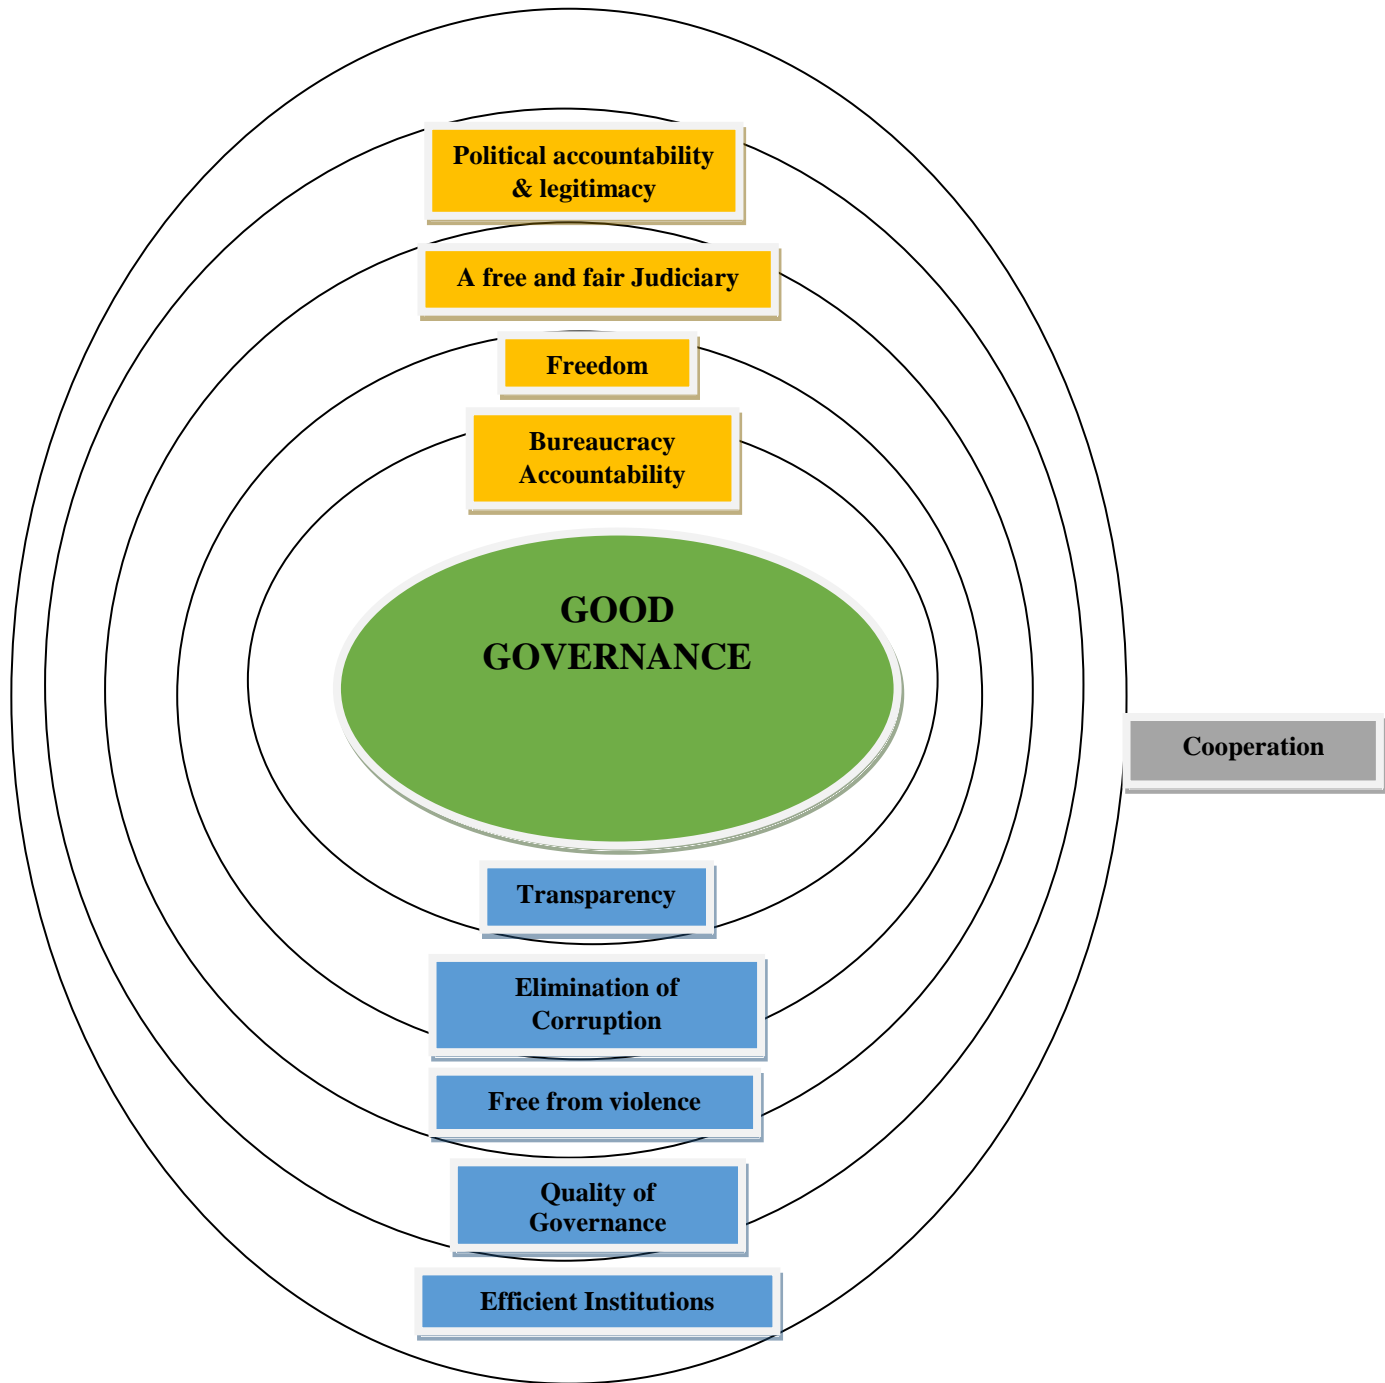 Political accountability
& legitimacy
A free and fair Judiciary
Freedom
Bureaucracy
Accountability
GOOD
GOVERNANCE
Cooperation
Transparency
Elimination of
Corruption
Free from violence
Quality of
Governance
Efficient Institutions